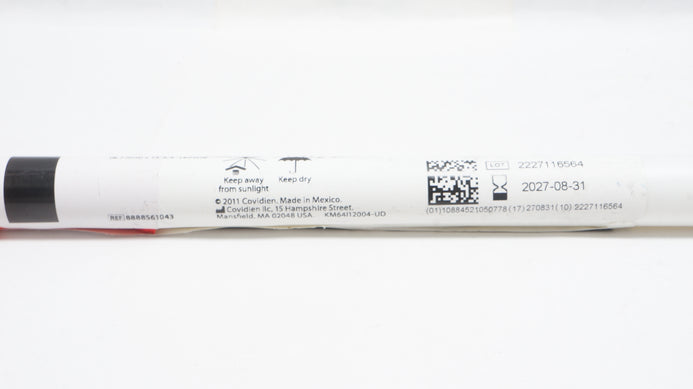 Keep away
from sunlight
Keep dry
© 2011 Covidien. Made in Mexico.
Covidien llc, 15 Hampshire Street,
Mansfield, MA 02048 USA. KM64I12004-UD
REF 8888561043
LOT 2227116564
2027-08-31
(01)10884521050778(17)270831(10)2227116564